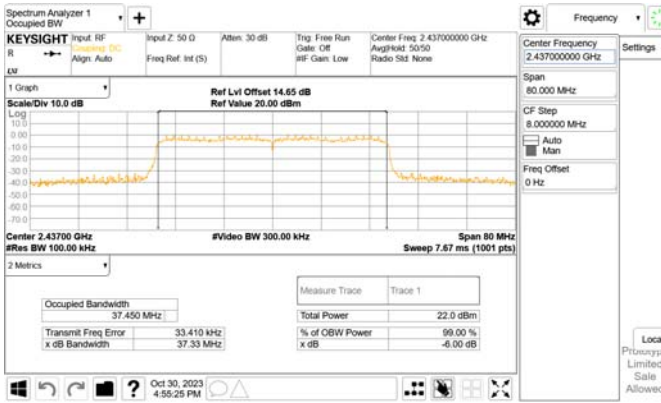 Spectrum Analyzer 1
Occupied BW
Frequency
KEYSIGHT
Input: RF
Coupling: DC
Align: Auto
Input Z: 50 Ω
Freq Ref: Int (S)
Atten: 30 dB
Trig: Free Run
Gate: Off
#IF Gain: Low
Center Freq: 2.437000000 GHz
Avg|Hold: 50/50
Radio Std: None
R
LXI
Center Frequency
2.437000000 GHz
Settings
Span
80.000 MHz
CF Step
8.000000 MHz
Auto
Man
Freq Offset
0 Hz
1 Graph
Scale/Div 10.0 dB
Ref Lvl Offset 14.65 dB
Ref Value 20.00 dBm
Log
10.0
0.00
-10.0
-20.0
-30.0
-40.0
-50.0
-60.0
-70.0
Center 2.43700 GHz
#Res BW 100.00 kHz
#Video BW 300.00 kHz
Span 80 MHz
Sweep 7.67 ms (1001 pts)
2 Metrics
Measure Trace
Trace 1
Occupied Bandwidth
37.450 MHz
Total Power
22.0 dBm
Transmit Freq Error
33.410 kHz
% of OBW Power
99.00 %
x dB Bandwidth
37.33 MHz
x dB
-6.00 dB
Oct 30, 2023
4:55:25 PM
?
Loca
Prototyp
Limited
Sale
Allowed